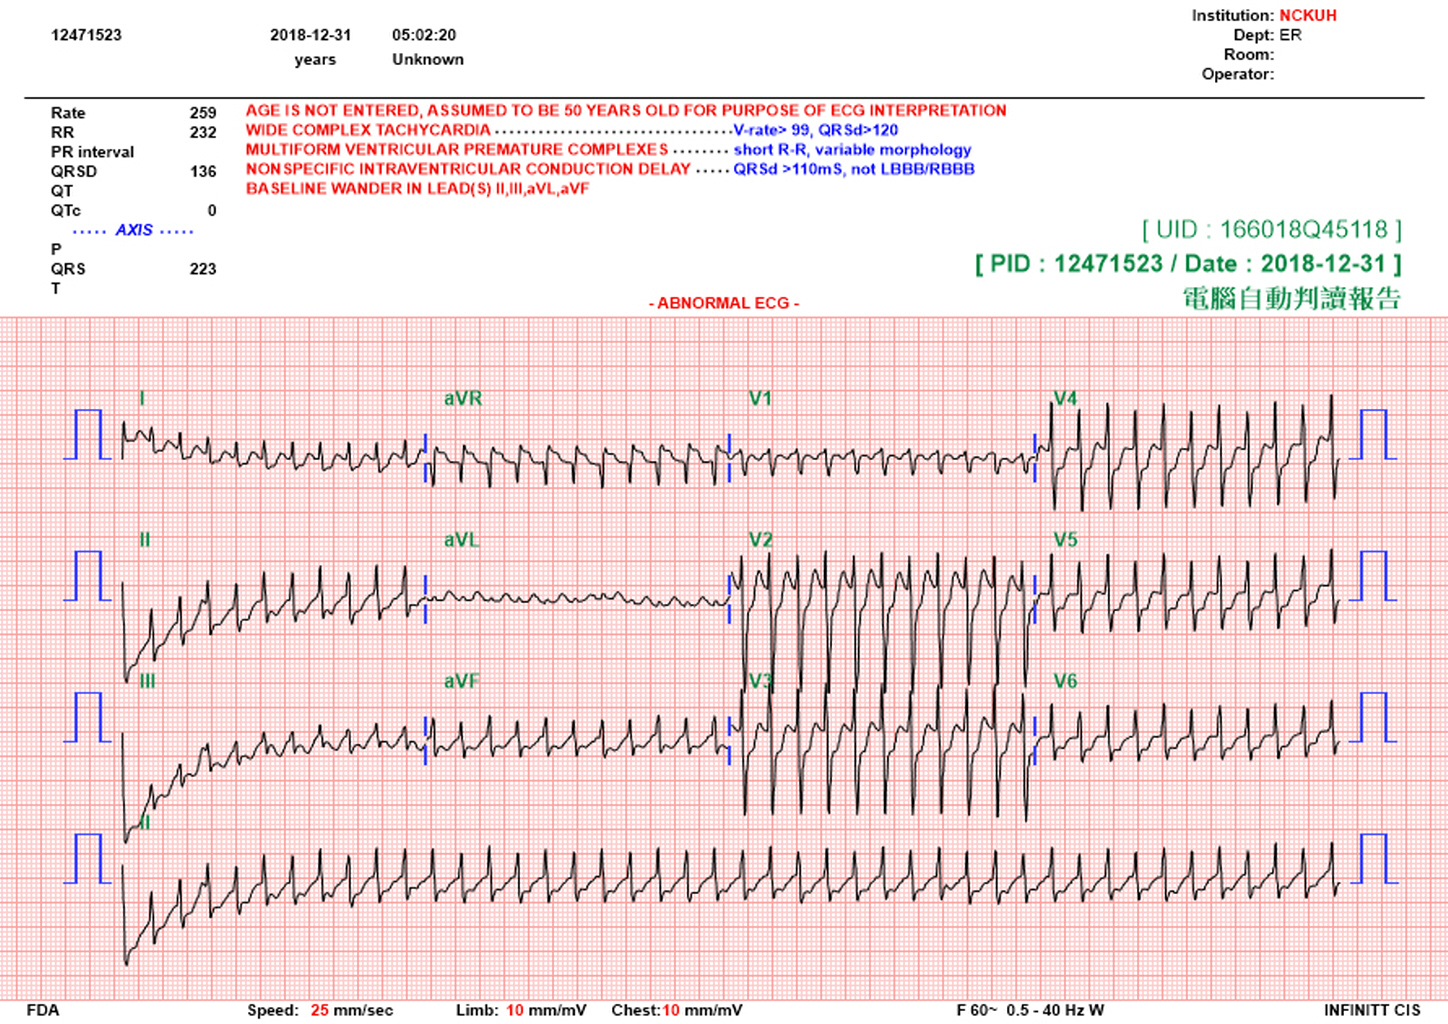 Institution: NCKUH
12471523 2018-12-31 05:02:20 Dept: ER
years Unknown Room:
Operator:
Rate 259 AGE IS NOT ENTERED, ASSUMED TO BE 50 YEARS OLD FOR PURPOSE OF ECG INTERPRETATION
RR 232 WIDE COMPLEX TACHYCARDIA ································· V-rate> 99, QRSd>120
PR interval MULTIFORM VENTRICULAR PREMATURE COMPLEXES ········ short R-R, variable morphology
QRSD 136 NONSPECIFIC INTRAVENTRICULAR CONDUCTION DELAY ····· QRSd >110mS, not LBBB/RBBB
QT BASELINE WANDER IN LEAD(S) II,III,aVL,aVF
QTc 0
····· AXIS ·····
[ UID : 166018Q45118 ]
P
QRS 223 [ PID : 12471523 / Date : 2018-12-31 ]
T
- ABNORMAL ECG - 電腦自動判讀報告
I aVR V1 V4
II aVL V2 V5
III aVF V3 V6
II
FDA Speed: 25 mm/sec Limb: 10 mm/mV Chest:10 mm/mV F 60~ 0.5 - 40 Hz W INFINITT CIS